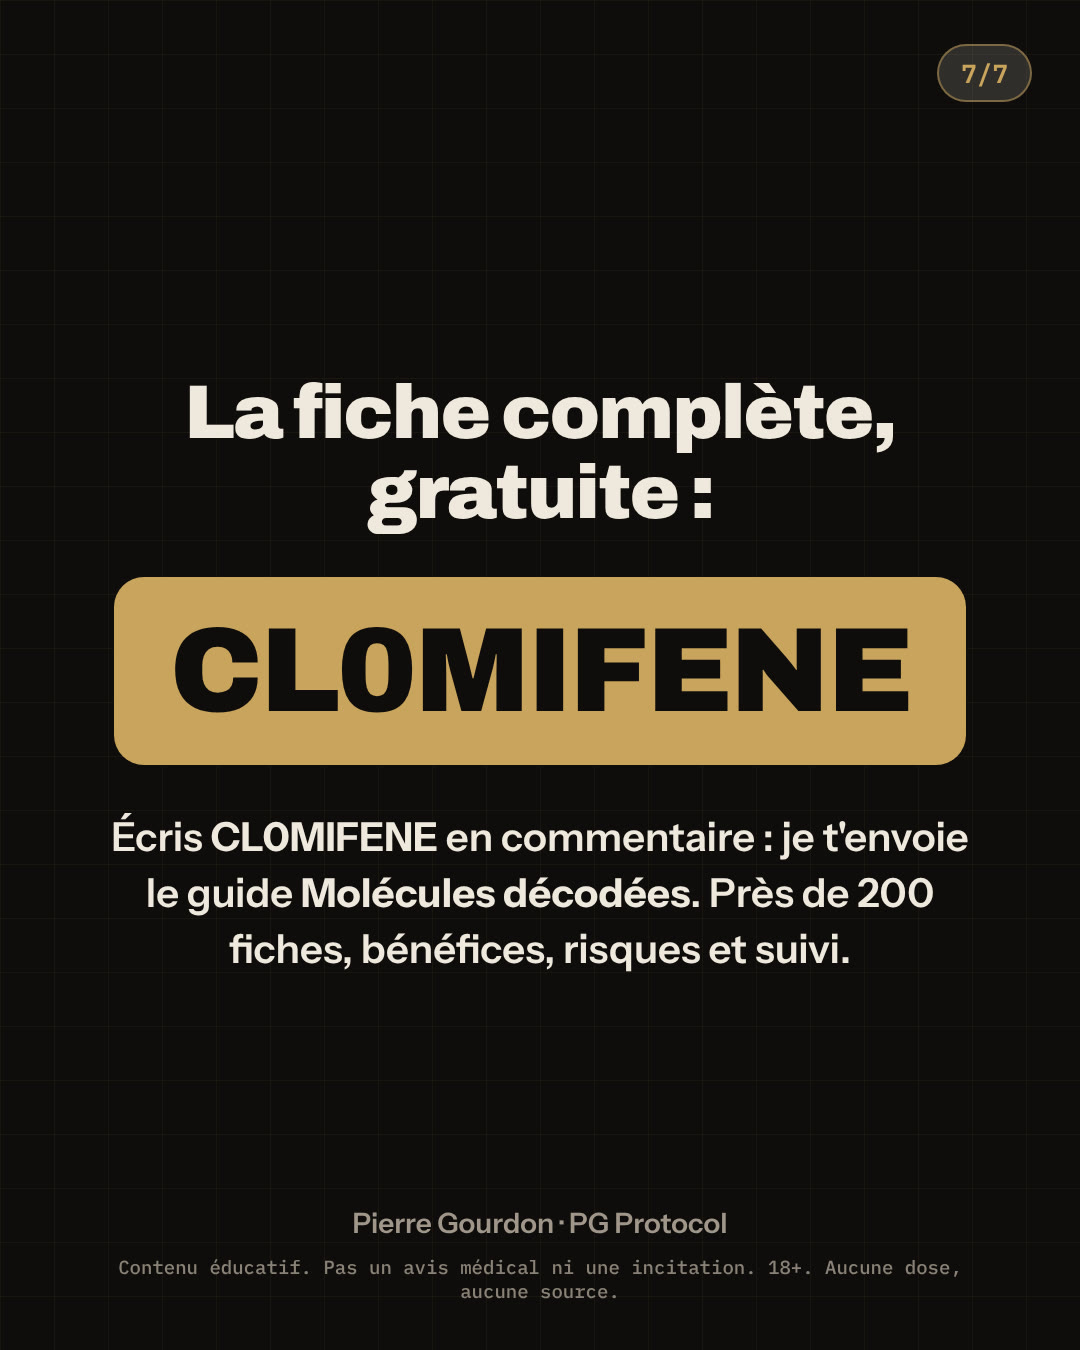 7/7
La fiche complète,
gratuite :
CL0MIFENE
Écris CL0MIFENE en commentaire : je t'envoie
le guide Molécules décodées. Près de 200
fiches, bénéfices, risques et suivi.
Pierre Gourdon · PG Protocol
Contenu éducatif. Pas un avis médical ni une incitation. 18+. Aucune dose,
aucune source.